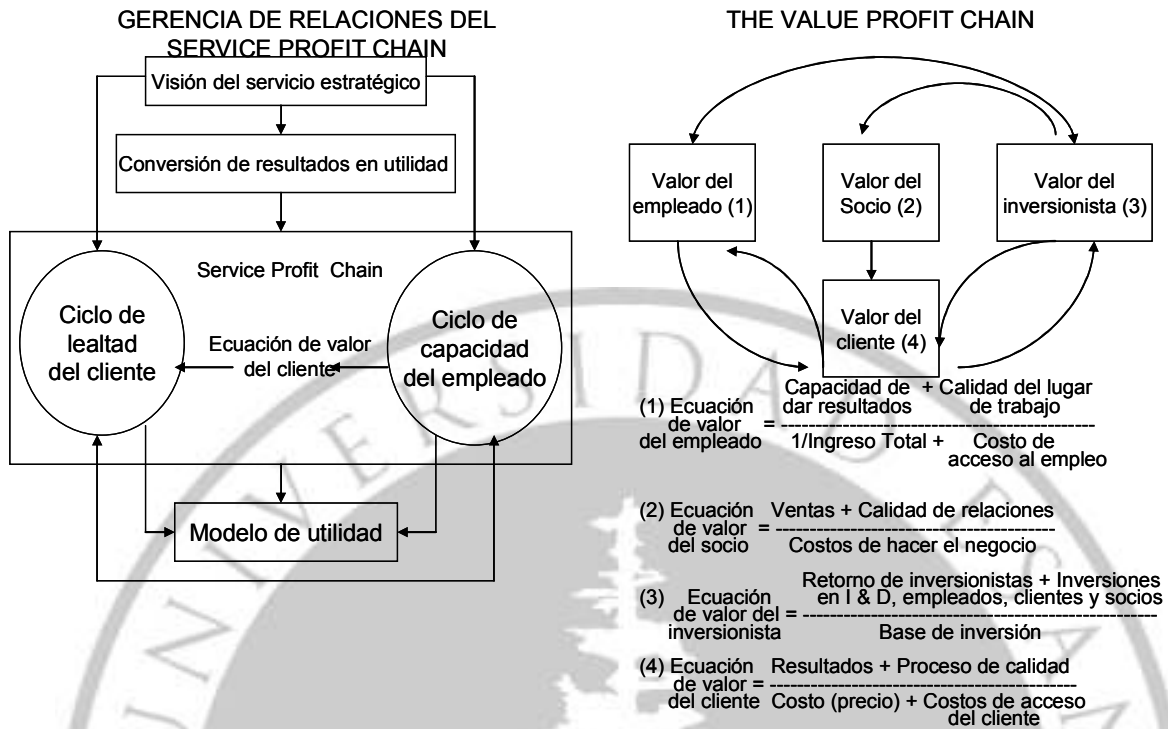 GERENCIA DE RELACIONES DEL
SERVICE PROFIT CHAIN
Visión del servicio estratégico
Conversión de resultados en utilidad
Service Profit Chain
Ciclo de
lealtad
del cliente
Ecuación de valor
del cliente
Ciclo de
capacidad
del empleado
Modelo de utilidad
THE VALUE PROFIT CHAIN
Valor del
empleado (1)
Valor del
Socio (2)
Valor del
inversionista (3)
Valor del
cliente (4)
(1) Ecuación
de valor
del empleado
=
Capacidad de
dar resultados
+ Calidad del lugar
de trabajo
1/Ingreso Total +
Costo de
acceso al empleo
(2) Ecuación
de valor
del socio
=
Ventas + Calidad de relaciones
Costos de hacer el negocio
(3) Ecuación
de valor del
inversionista
=
Retorno de inversionistas + Inversiones
en I & D, empleados, clientes y socios
Base de inversión
(4) Ecuación
de valor
del cliente
=
Resultados + Proceso de calidad
Costo (precio) + Costos de acceso
del cliente
UNIVERSIDAD ESAN